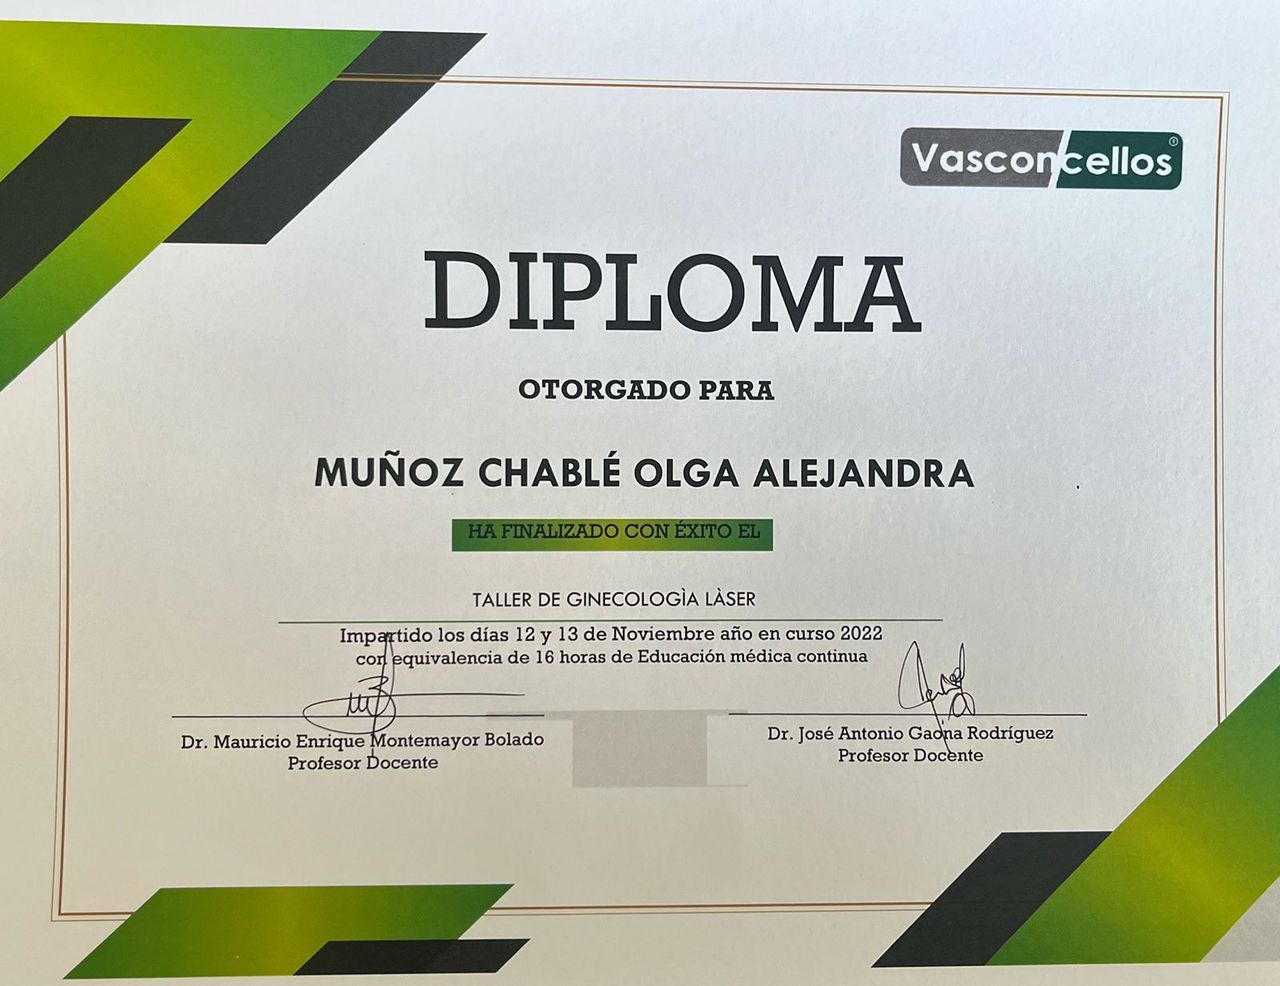 Vasconcellos
DIPLOMA
OTORGADO PARA
MUÑOZ CHABLÉ OLGA ALEJANDRA
HA FINALIZADO CON ÉXITO EL
TALLER DE GINECOLOGÌA LÀSER
Impartido los días 12 y 13 de Noviembre año en curso 2022
con equivalencia de 16 horas de Educación médica continua
Dr. Mauricio Enrique Montemayor Bolado
Profesor Docente
Dr. José Antonio Gaona Rodríguez
Profesor Docente